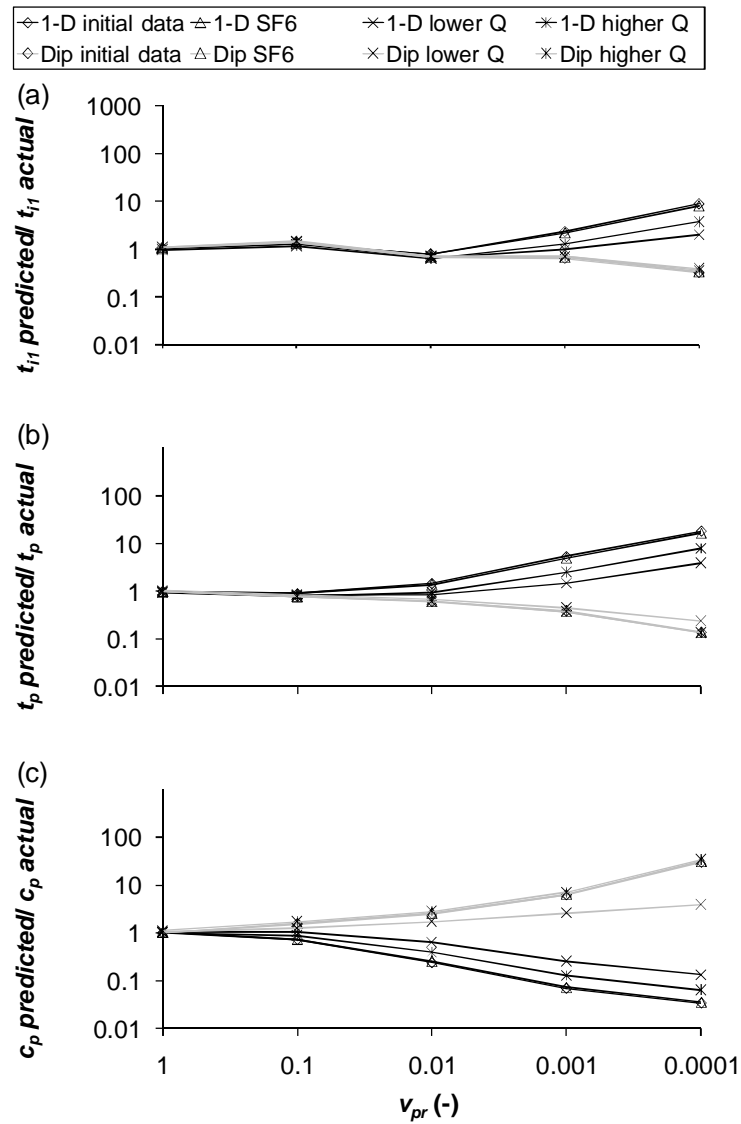 1-D initial data 1-D SF6 1-D lower Q 1-D higher Q
Dip initial data Dip SF6 Dip lower Q Dip higher Q
(a)
1000
100
10
1
0.1
0.01
t_i1 predicted/ t_i1 actual
(b)
100
10
1
0.1
0.01
t_p predicted/ t_p actual
(c)
100
10
1
0.1
0.01
c_p predicted/ c_p actual
1 0.1 0.01 0.001 0.0001
v_pr (-)